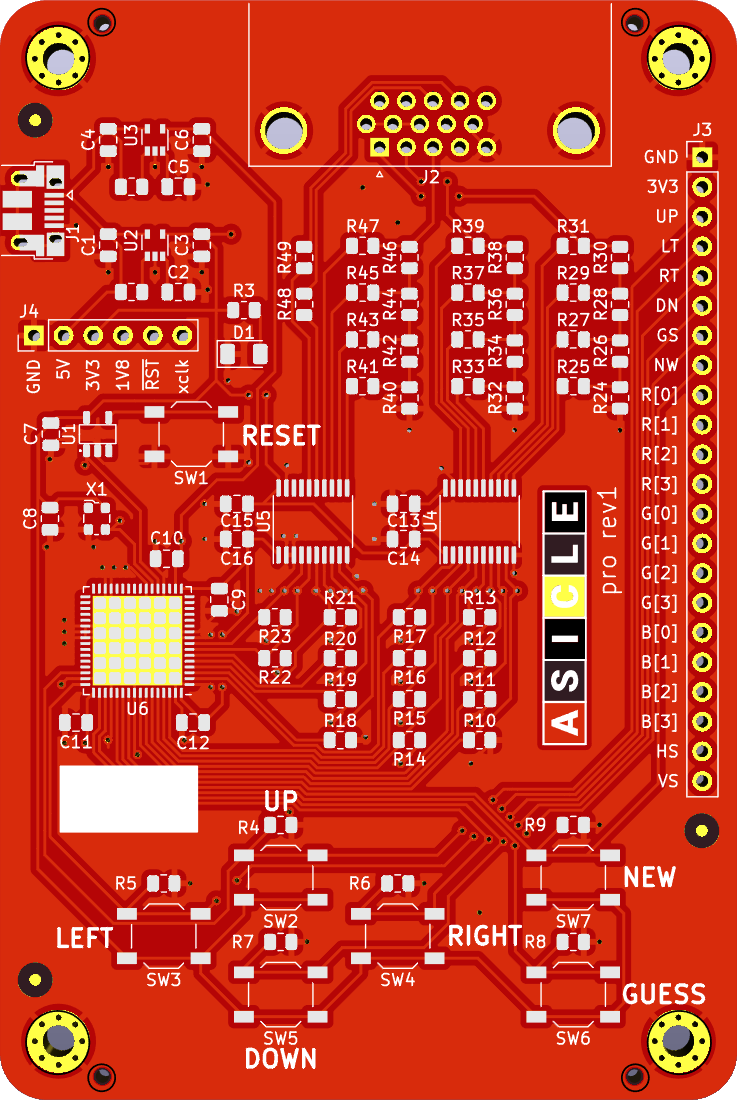 J3
GND
3V3
UP
LT
RT
DN
GS
NW
R[0]
R[1]
R[2]
R[3]
G[0]
G[1]
G[2]
G[3]
B[0]
B[1]
B[2]
B[3]
HS
VS
J2
C4
U3
C6
C5
J1
C1
U2
C3
C2
R3
D1
J4
GND
5V
3V3
1V8
RST
xclk
R49
R47
R46
R39
R38
R31
R30
R48
R45
R44
R37
R36
R29
R28
R43
R42
R35
R34
R27
R26
R41
R40
R33
R32
R25
R24
C7
U1
RESET
SW1
C8
X1
C10
C15
U5
C16
C13
U4
C14
C9
U6
C11
C12
R23
R22
R21
R20
R19
R18
R17
R16
R15
R14
R13
R12
R11
R10
ASICLE
pro rev1
UP
R4
SW2
R5
LEFT
SW3
R6
RIGHT
SW4
R7
SW5
DOWN
R9
NEW
SW7
R8
GUESS
SW6